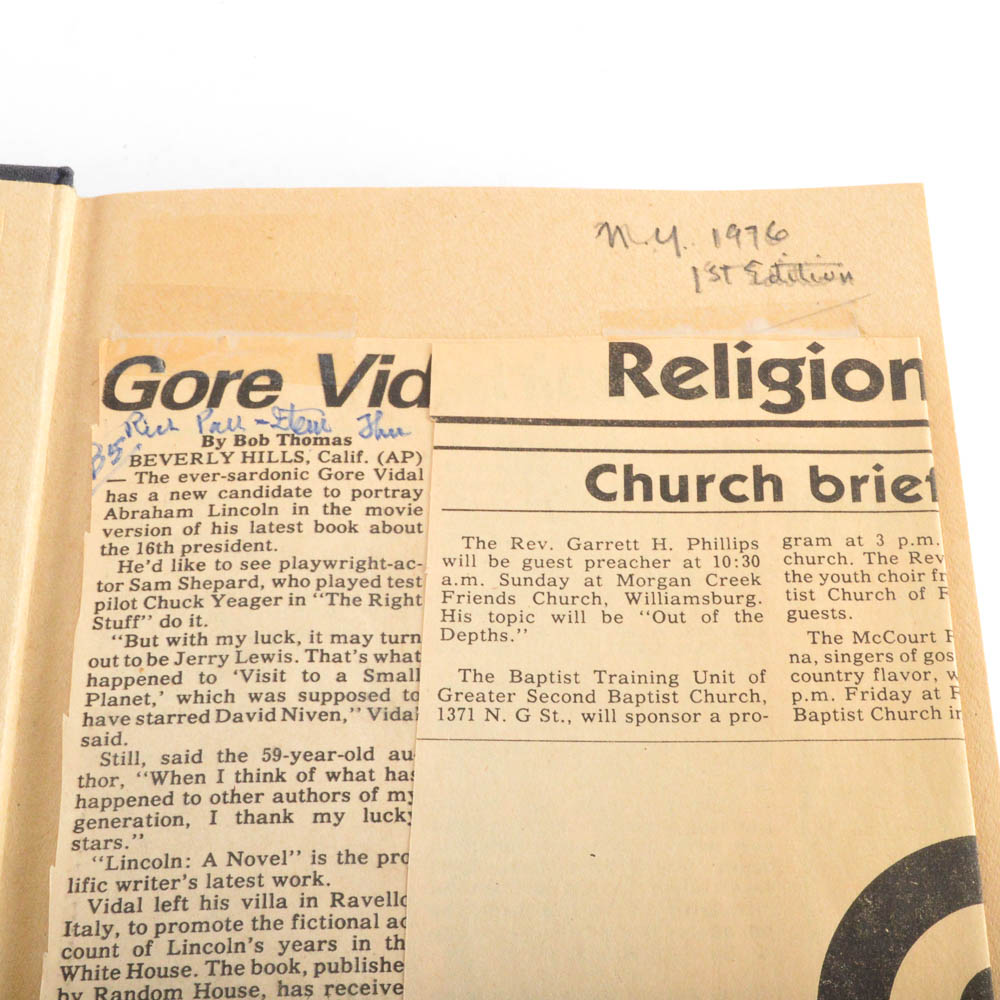 N.Y. 1976
1st Edition
Gore Vid
By Bob Thomas
BEVERLY HILLS, Calif. (AP)
— The ever-sardonic Gore Vidal
has a new candidate to portray
Abraham Lincoln in the movie
version of his latest book about
the 16th president.
He'd like to see playwright-ac-
tor Sam Shepard, who played test
pilot Chuck Yeager in "The Right
Stuff" do it.
"But with my luck, it may turn
out to be Jerry Lewis. That's what
happened to 'Visit to a Small
Planet,' which was supposed to
have starred David Niven," Vidal
said.
Still, said the 59-year-old au
thor, "When I think of what has
happened to other authors of my
generation, I thank my lucky
stars."
"Lincoln: A Novel" is the pro
lific writer's latest work.
Vidal left his villa in Ravello
Italy, to promote the fictional ac
count of Lincoln's years in th
White House. The book, publishe
by Random House, has receive
Religion
Church brief
The Rev. Garrett H. Phillips
will be guest preacher at 10:30
a.m. Sunday at Morgan Creek
Friends Church, Williamsburg.
His topic will be "Out of the
Depths."
The Baptist Training Unit of
Greater Second Baptist Church,
1371 N. G St., will sponsor a pro-
gram at 3 p.m.
church. The Rev
the youth choir fr
tist Church of F
guests.
The McCourt F
na, singers of gos
country flavor, w
p.m. Friday at F
Baptist Church in